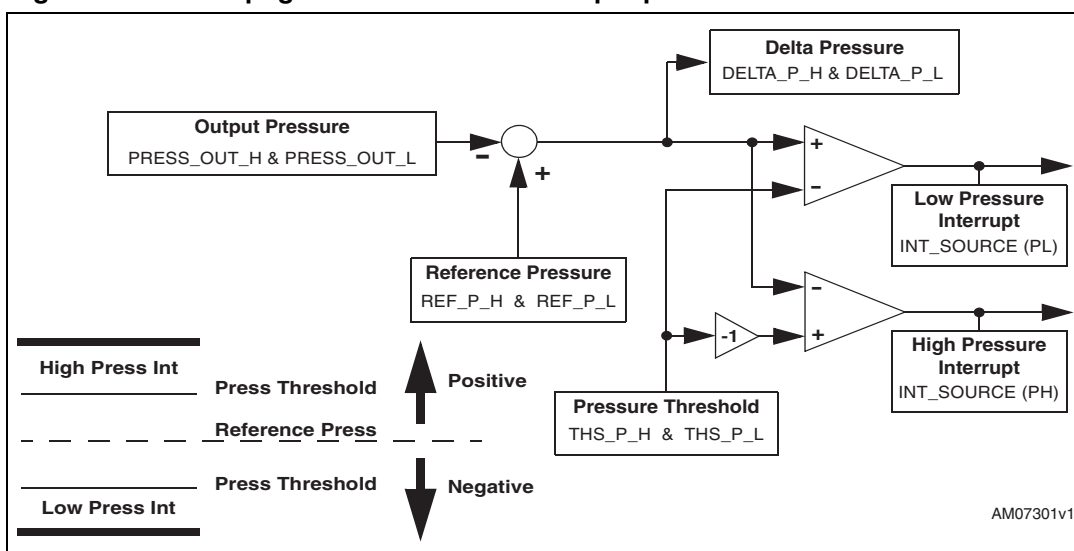 Delta Pressure
DELTA_P_H & DELTA_P_L
Output Pressure
PRESS_OUT_H & PRESS_OUT_L
-
+
+
-
Low Pressure
Interrupt
INT_SOURCE (PL)
Reference Pressure
REF_P_H & REF_P_L
-
+
-1
High Pressure
Interrupt
INT_SOURCE (PH)
Pressure Threshold
THS_P_H & THS_P_L
High Press Int
Press Threshold
Positive
Reference Press
Press Threshold
Negative
Low Press Int
AM07301v1